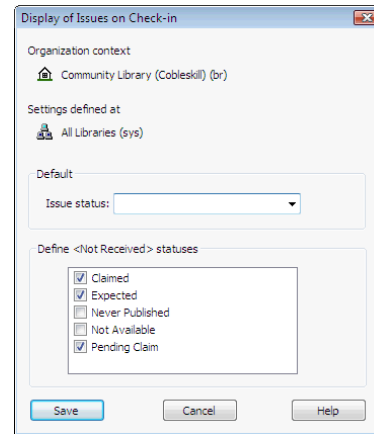 Display of Issues on Check-in
Organization context
Community Library (Cobleskill) (br)
Settings defined at
All Libraries (sys)
Default
Issue status:
Define <Not Received> statuses
Claimed
Expected
Never Published
Not Available
Pending Claim
Save Cancel Help